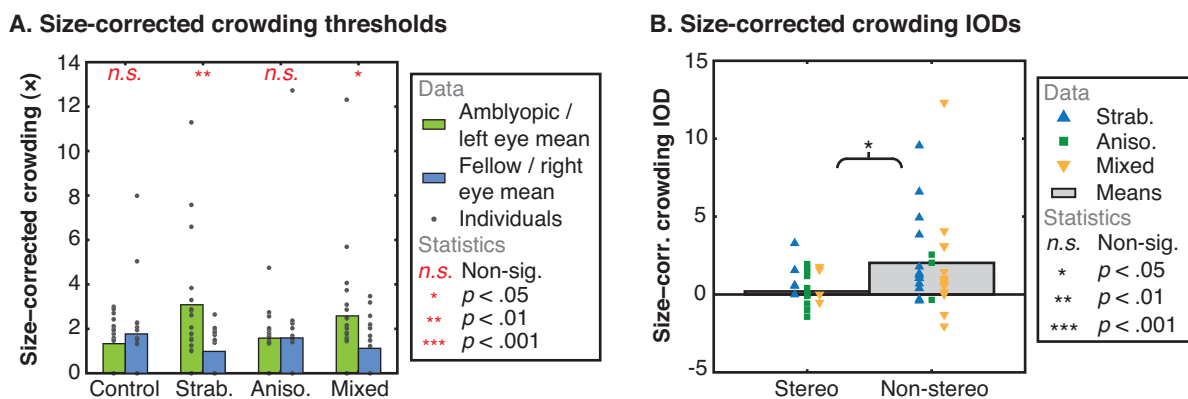 A. Size-corrected crowding thresholds
Size–corrected crowding (×)
14
12
10
8
6
4
2
0
n.s.
**
n.s.
*
Control
Strab.
Aniso.
Mixed
Data
Amblyopic /
left eye mean
Fellow / right
eye mean
Individuals
Statistics
n.s. Non-sig.
* p < .05
** p < .01
*** p < .001
B. Size-corrected crowding IODs
Size–corr. crowding IOD
15
10
5
0
-5
*
Stereo
Non-stereo
Data
Strab.
Aniso.
Mixed
Means
Statistics
n.s. Non-sig.
* p < .05
** p < .01
*** p < .001